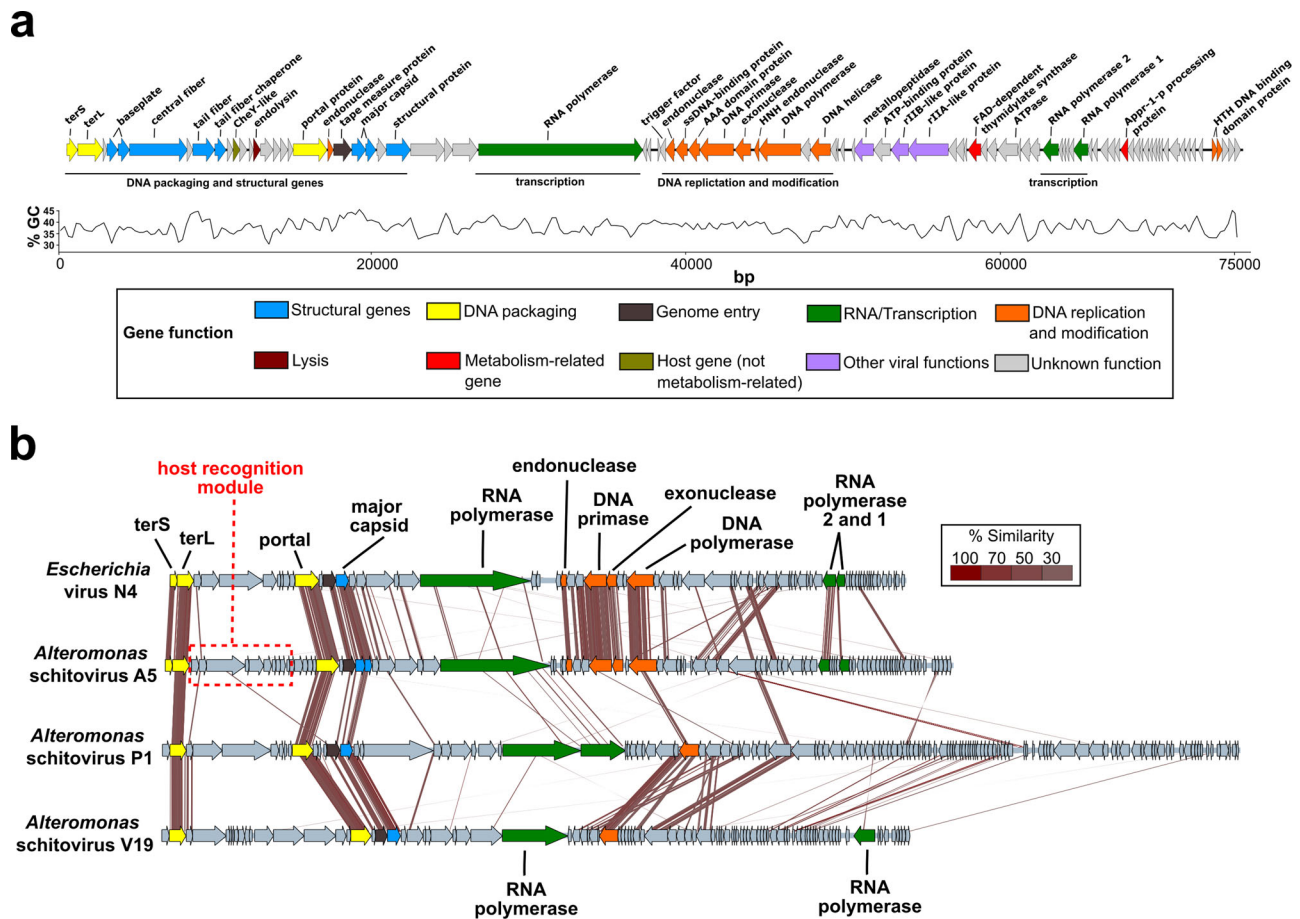 a
terS
terL
baseplate
central fiber
tail fiber
tail fiber chaperone
CheY-like
endolysin
portal protein
endonuclease
tape measure protein
major capsid
structural protein
RNA polymerase
trigger factor
endonuclease
ssDNA-binding protein
AAA domain protein
DNA primase
exonuclease
HNH endonuclease
DNA polymerase
DNA helicase
metallopeptidase
ATP-binding protein
rIIB-like protein
rIIA-like protein
FAD-dependent
thymidylate synthase
ATPase
RNA polymerase 2
RNA polymerase 1
Appr-1-p processing
protein
HTH DNA binding
domain protein
DNA packaging and structural genes
transcription
DNA replictation and modification
transcription
% GC
45
35
30
0
20000
40000
60000
75000
bp
Gene function
Structural genes
DNA packaging
Genome entry
RNA/Transcription
DNA replication
and modification
Lysis
Metabolism-related
gene
Host gene (not
metabolism-related)
Other viral functions
Unknown function
b
host recognition
module
terS
terL
portal
major
capsid
RNA
polymerase
endonuclease
DNA
primase
exonuclease
DNA
polymerase
RNA
polymerase
2 and 1
% Similarity
100 70 50 30
Escherichia
virus N4
Alteromonas
schitovirus A5
Alteromonas
schitovirus P1
Alteromonas
schitovirus V19
RNA
polymerase
RNA
polymerase